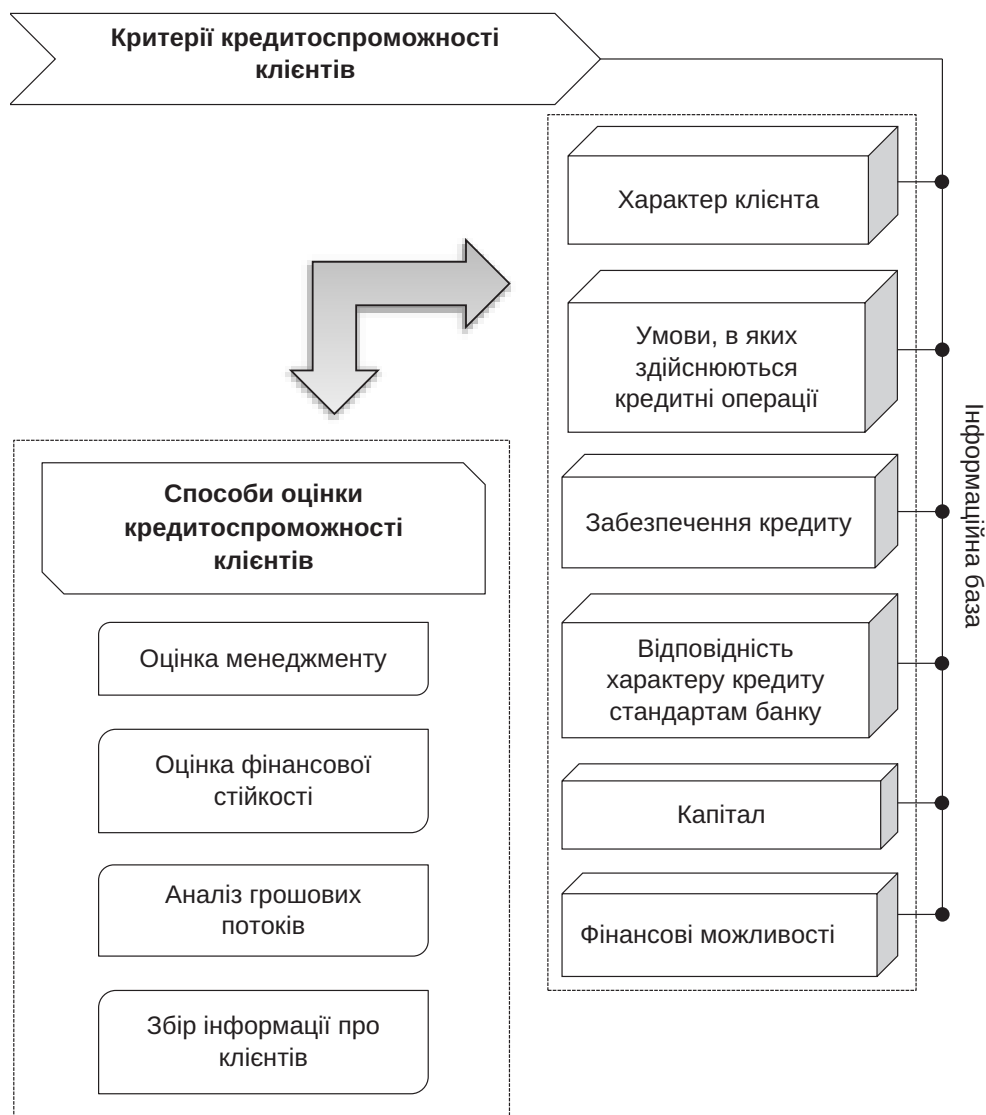 Критерії кредитоспроможності
клієнтів
Характер клієнта
Умови, в яких
здійснюються
кредитні операції
Забезпечення кредиту
Відповідність
характеру кредиту
стандартам банку
Капітал
Фінансові можливості
Інформаційна база
Способи оцінки
кредитоспроможності
клієнтів
Оцінка менеджменту
Оцінка фінансової
стійкості
Аналіз грошових
потоків
Збір інформації про
клієнтів